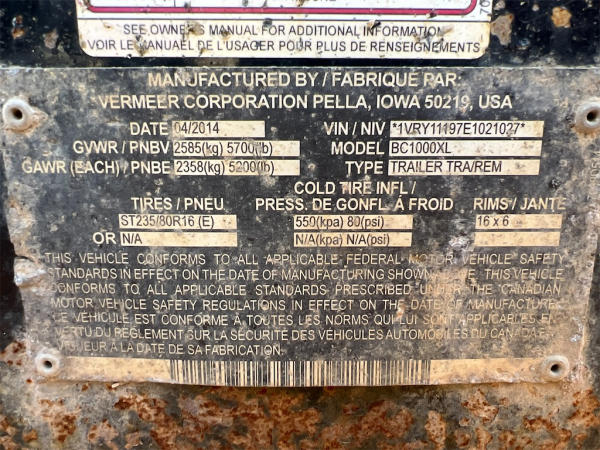 SEE OWNER'S MANUAL FOR ADDITIONAL INFORMATION
VOIR LE MANUAEL DE L'USAGER POUR PLUS DE RENSEIGNEMENTS
MANUFACTURED BY / FABRIQUÉ PAR:
VERMEER CORPORATION PELLA, IOWA 50219, USA
DATE 04/2014 VIN / NIV *1VRY11197E1021027*
GVWR / PNBV 2585(kg) 5700(lb) MODEL BC1000XL
GAWR (EACH) / PNBE 2358(kg) 5200(lb) TYPE TRAILER TRA/REM
COLD TIRE INFL /
TIRES / PNEU PRESS. DE GONFL Á FROID RIMS / JANTE
ST235/80R16 (E) 550(kpa) 80(psi) 16 x 6
OR N/A N/A(kpa) N/A(psi)
THIS VEHICLE CONFORMS TO ALL APPLICABLE FEDERAL MOTOR VEHICLE SAFETY
STANDARDS IN EFFECT ON THE DATE OF MANUFACTURING SHOWN ABOVE. THIS VEHICLE
CONFORMS TO ALL APPLICABLE STANDARDS PRESCRIBED UNDER THE CANADIAN
MOTOR VEHICLE SAFETY REGULATIONS IN EFFECT ON THE DATE OF MANUFACTURE.
LE VÉHICULE EST CONFORME À TOUTES LES NORMS QUI LUI SONT APPLICABLES EN
VERTU DU RÈGLEMENT SUR LA SÉCURITÉ DES VÉHICULES AUTOMOBILES DU CANADA EN
VIGUEUR À LA DATE DE SA FABRICATION.